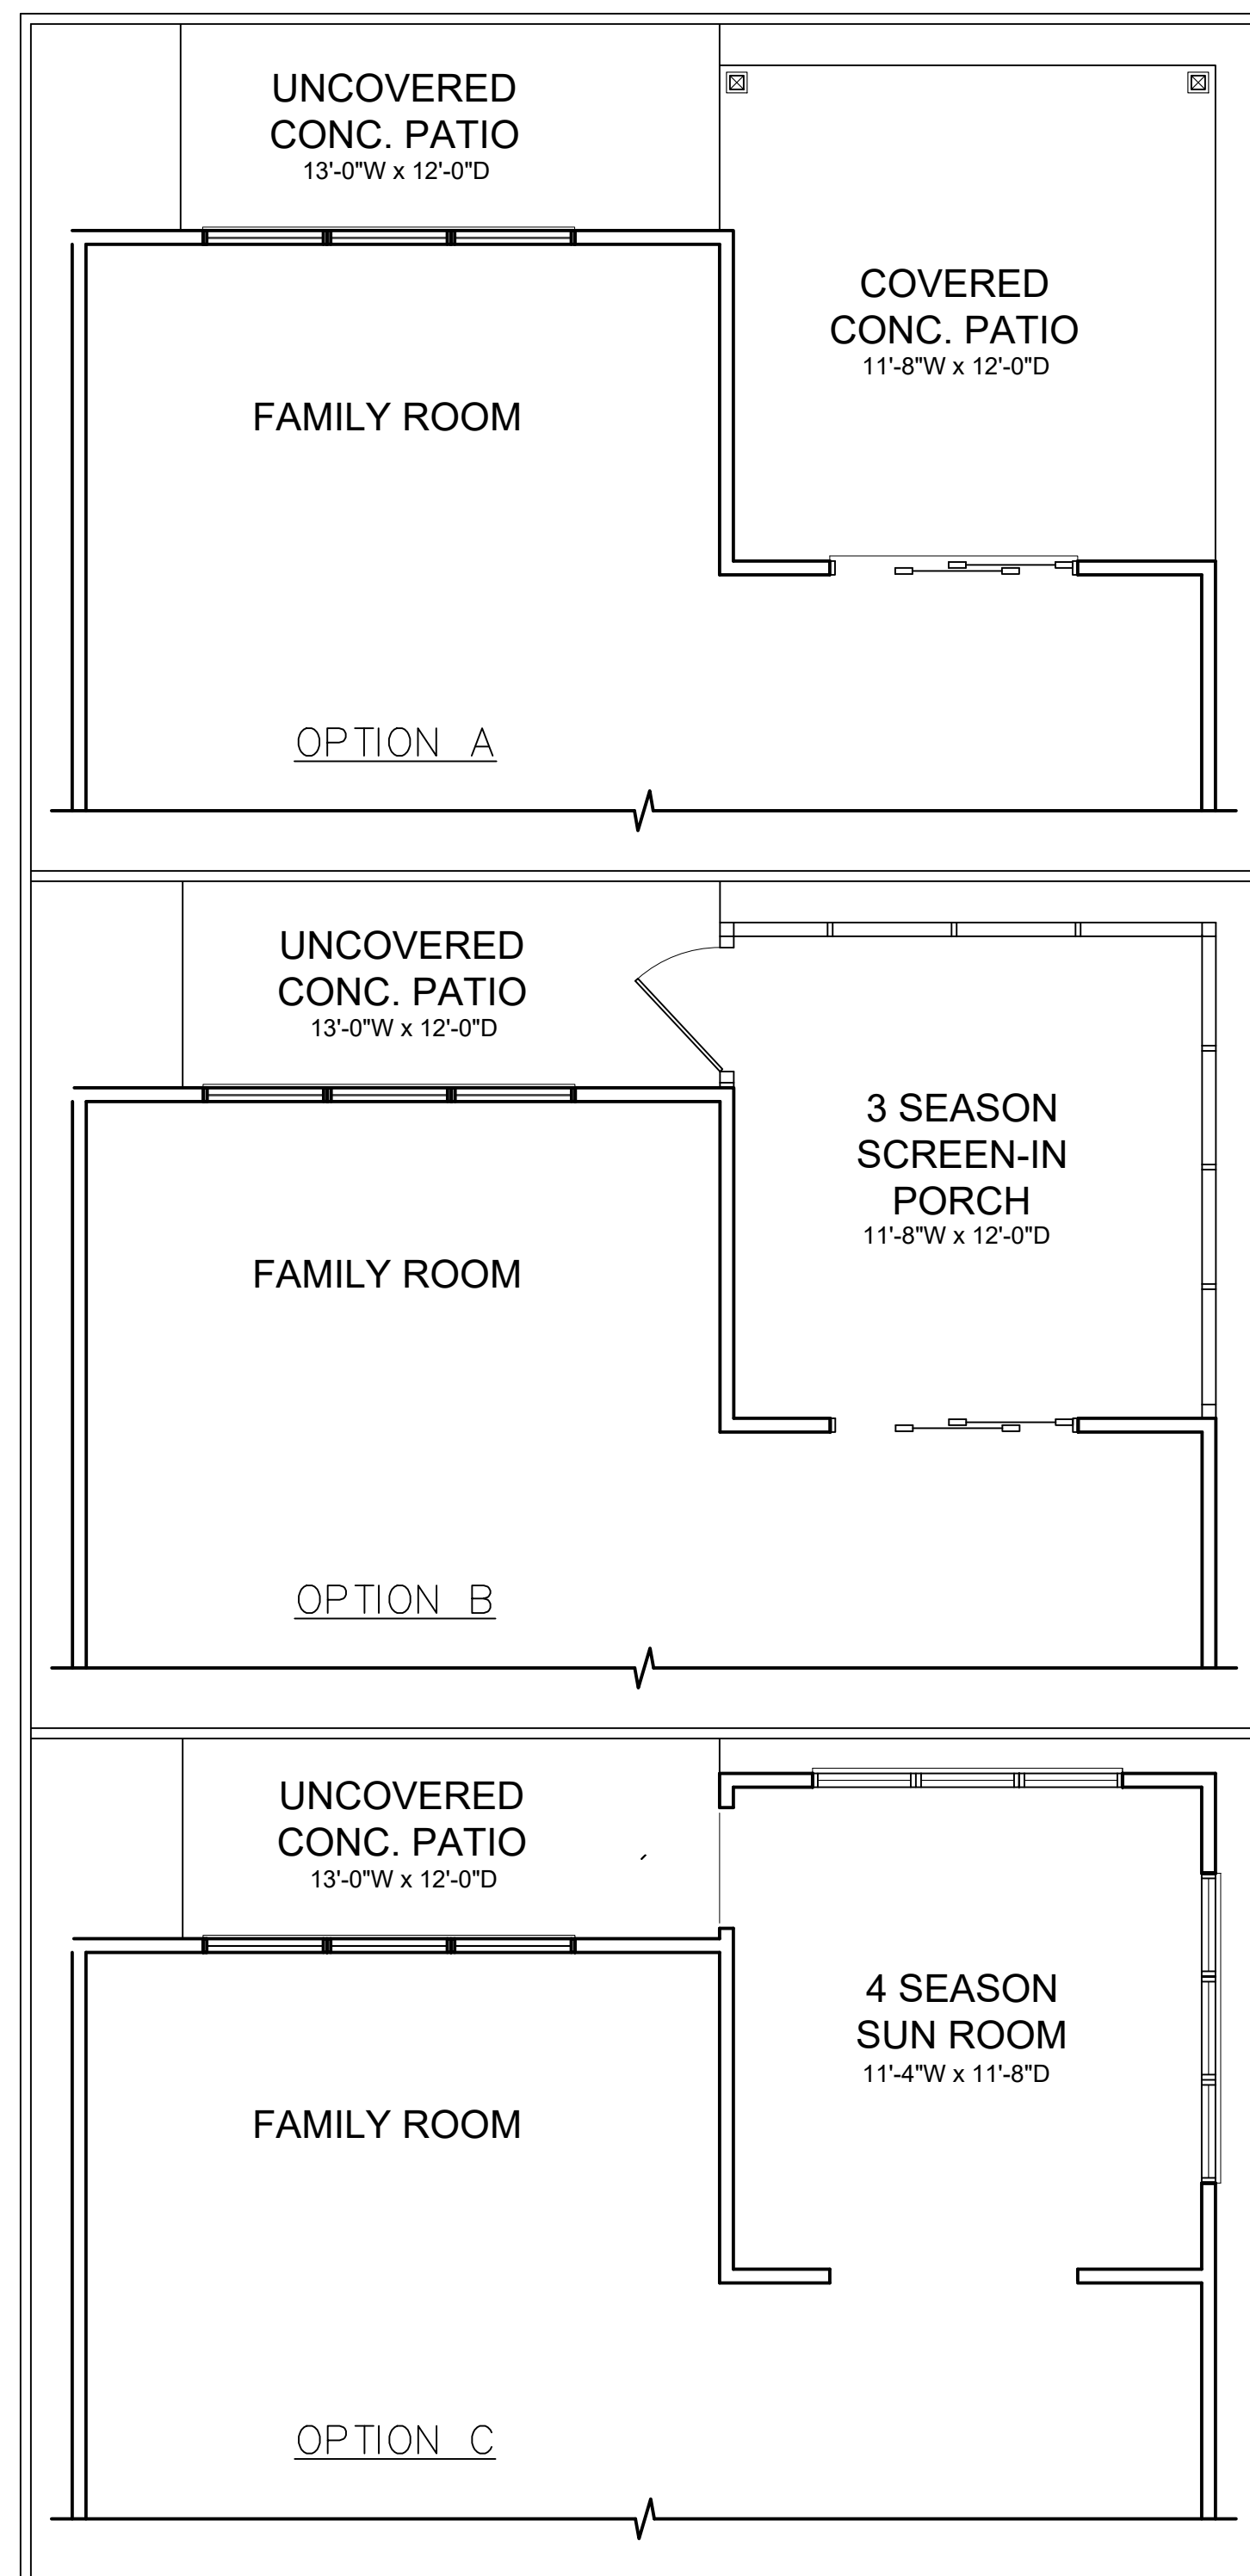 UNCOVERED
CONC. PATIO
13'-0"W x 12'-0"D
COVERED
CONC. PATIO
11'-8"W x 12'-0"D
FAMILY ROOM
OPTION A
UNCOVERED
CONC. PATIO
13'-0"W x 12'-0"D
3 SEASON
SCREEN-IN
PORCH
11'-8"W x 12'-0"D
FAMILY ROOM
OPTION B
UNCOVERED
CONC. PATIO
13'-0"W x 12'-0"D
4 SEASON
SUN ROOM
11'-4"W x 11'-8"D
FAMILY ROOM
OPTION C